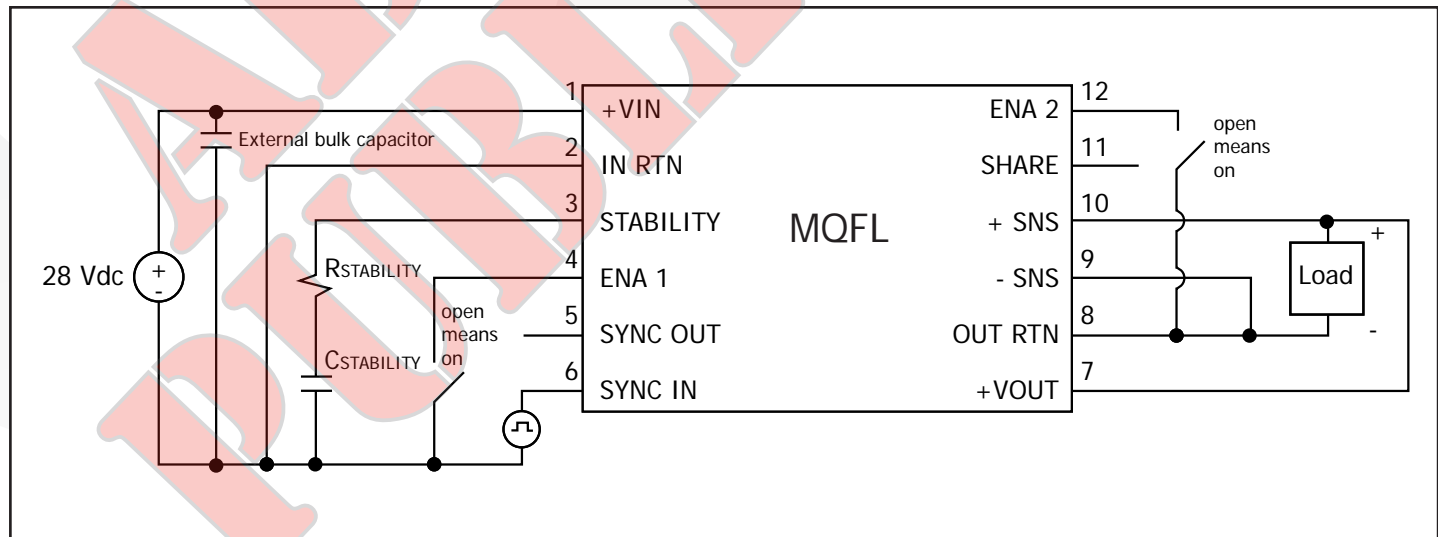 1
+VIN
External bulk capacitor
2
IN RTN
3
STABILITY
RSTABILITY
4
ENA 1
open
means
on
5
SYNC OUT
CSTABILITY
6
SYNC IN
28 Vdc
+
-
MQFL
12
ENA 2
open
means
on
11
SHARE
10
+ SNS
9
- SNS
8
OUT RTN
7
+VOUT
+
Load
-